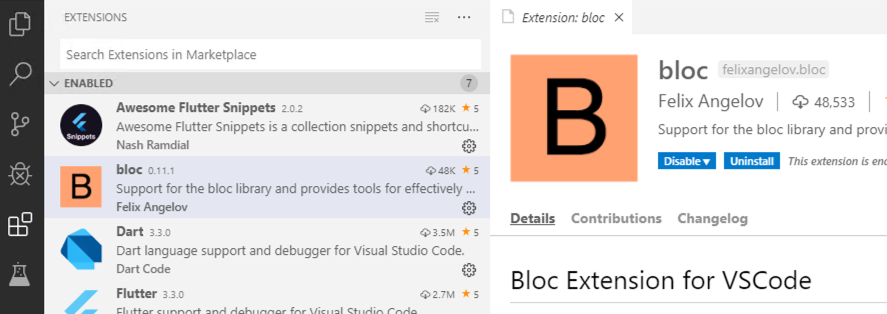 EXTENSIONS
Search Extensions in Marketplace
ENABLED 7
Snippets
Awesome Flutter Snippets 2.0.2 182K 5
Awesome Flutter Snippets is a collection snippets and shortcu...
Nash Ramdial
B
bloc 0.11.1 48K 5
Support for the bloc library and provides tools for effectively ...
Felix Angelov
Dart 3.3.0 3.5M 5
Dart language support and debugger for Visual Studio Code.
Dart Code
Flutter 3.3.0 2.7M 5
Flutter support and debugger for Visual Studio Code
Extension: bloc
B
bloc felixangelov.bloc
Felix Angelov 48,533
Support for the bloc library and provi
Disable Uninstall This extension is ena
Details Contributions Changelog
Bloc Extension for VSCode